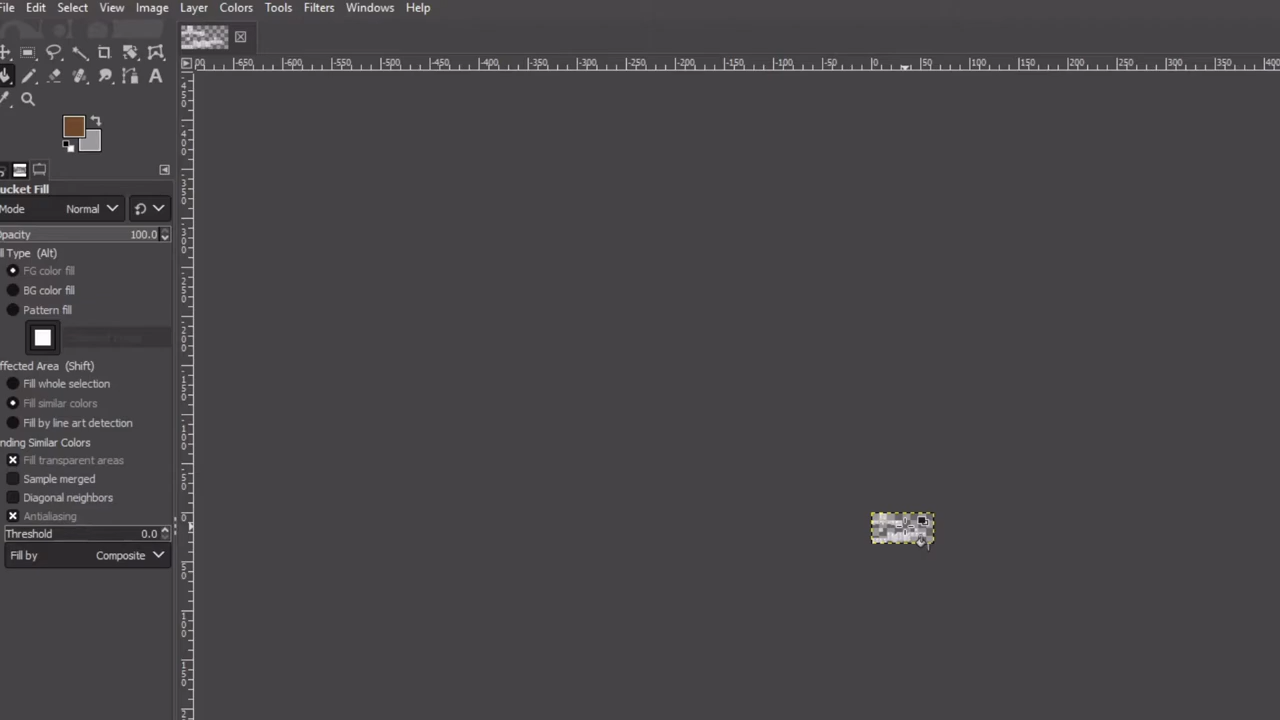 File Edit Select View Image Layer Colors Tools Filters Windows Help
00 -650 -600 -550 -500 -450 -400 -350 -300 -250 -200 -150 -100 -50 0 50 100 150 200 250 300 350 400
ucket Fill
Mode Normal
pacity 100.0
ll Type (Alt)
FG color fill
BG color fill
Pattern fill
ffected Area (Shift)
Fill whole selection
Fill similar colors
Fill by line art detection
nding Similar Colors
Fill transparent areas
Sample merged
Diagonal neighbors
Antialiasing
Threshold 0.0
Fill by Composite